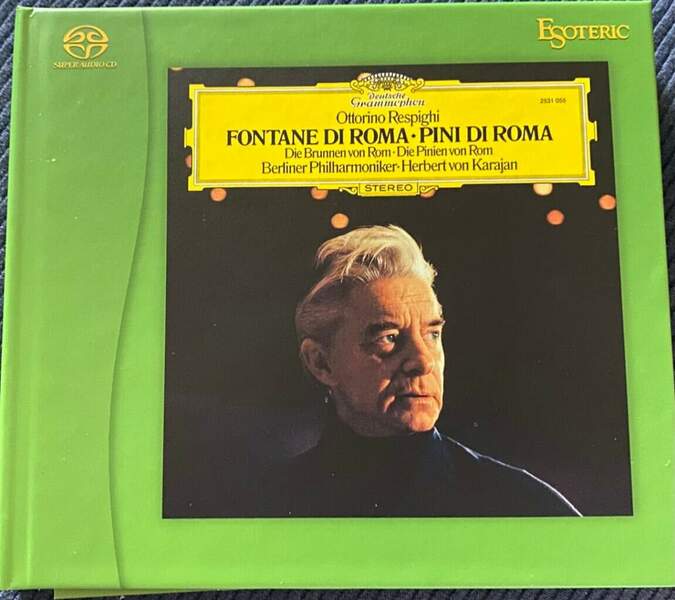 SUPER AUDIO CD
ESOTERIC
Deutsche
Grammophon
2531 055
Ottorino Respighi
FONTANE DI ROMA · PINI DI ROMA
Die Brunnen von Rom · Die Pinien von Rom
Berliner Philharmoniker · Herbert von Karajan
STEREO